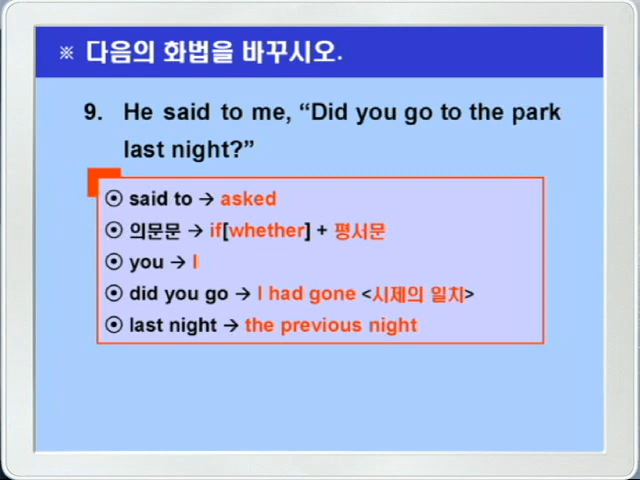 ※ 다음의 화법을 바꾸시오.
9. He said to me, “Did you go to the park
last night?”
⊙ said to → asked
⊙ 의문문 → if[whether] + 평서문
⊙ you → I
⊙ did you go → I had gone <시제의 일치>
⊙ last night → the previous night